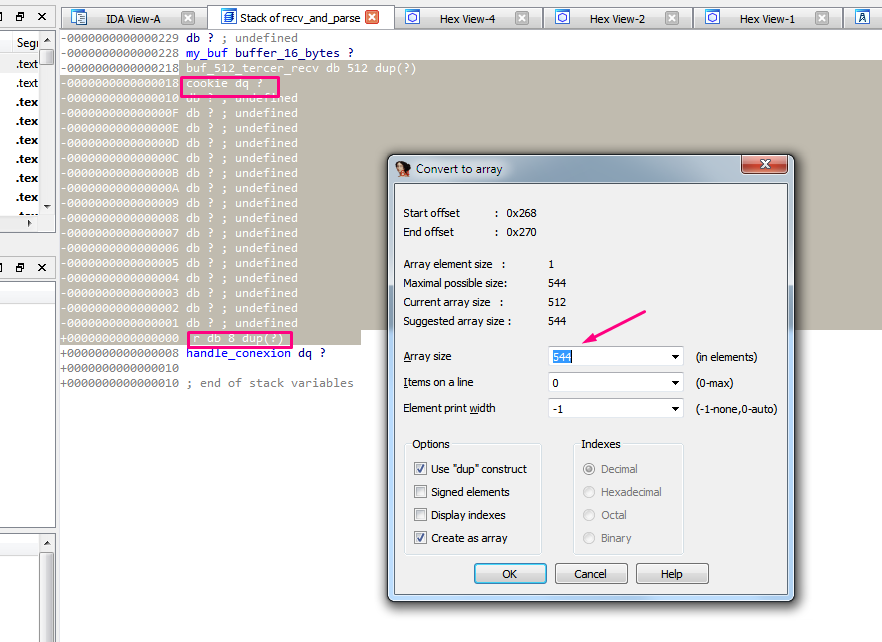 IDA View-A
Stack of recv_and_parse
Hex View-4
Hex View-2
Hex View-1
A
Segr
.text
.text
.tex
.tex
.tex
.tex
.tex
.tex
-0000000000000229 db ? ; undefined
-0000000000000228 my_buf buffer_16_bytes ?
-0000000000000218 buf_512_tercer_recv db 512 dup(?)
-0000000000000018 cookie dq ?
-0000000000000010 db ? ; undefined
-000000000000000F db ? ; undefined
-000000000000000E db ? ; undefined
-000000000000000D db ? ; undefined
-000000000000000C db ? ; undefined
-000000000000000B db ? ; undefined
-000000000000000A db ? ; undefined
-0000000000000009 db ? ; undefined
-0000000000000008 db ? ; undefined
-0000000000000007 db ? ; undefined
-0000000000000006 db ? ; undefined
-0000000000000005 db ? ; undefined
-0000000000000004 db ? ; undefined
-0000000000000003 db ? ; undefined
-0000000000000002 db ? ; undefined
-0000000000000001 db ? ; undefined
+0000000000000000 r db 8 dup(?)
+0000000000000008 handle_conexion dq ?
+0000000000000010
+0000000000000010 ; end of stack variables
Convert to array
Start offset : 0x268
End offset : 0x270
Array element size : 1
Maximal possible size: 544
Current array size : 512
Suggested array size : 544
Array size 544 (in elements)
Items on a line 0 (0-max)
Element print width -1 (-1-none,0-auto)
Options
Use "dup" construct
Signed elements
Display indexes
Create as array
Indexes
Decimal
Hexadecimal
Octal
Binary
OK
Cancel
Help